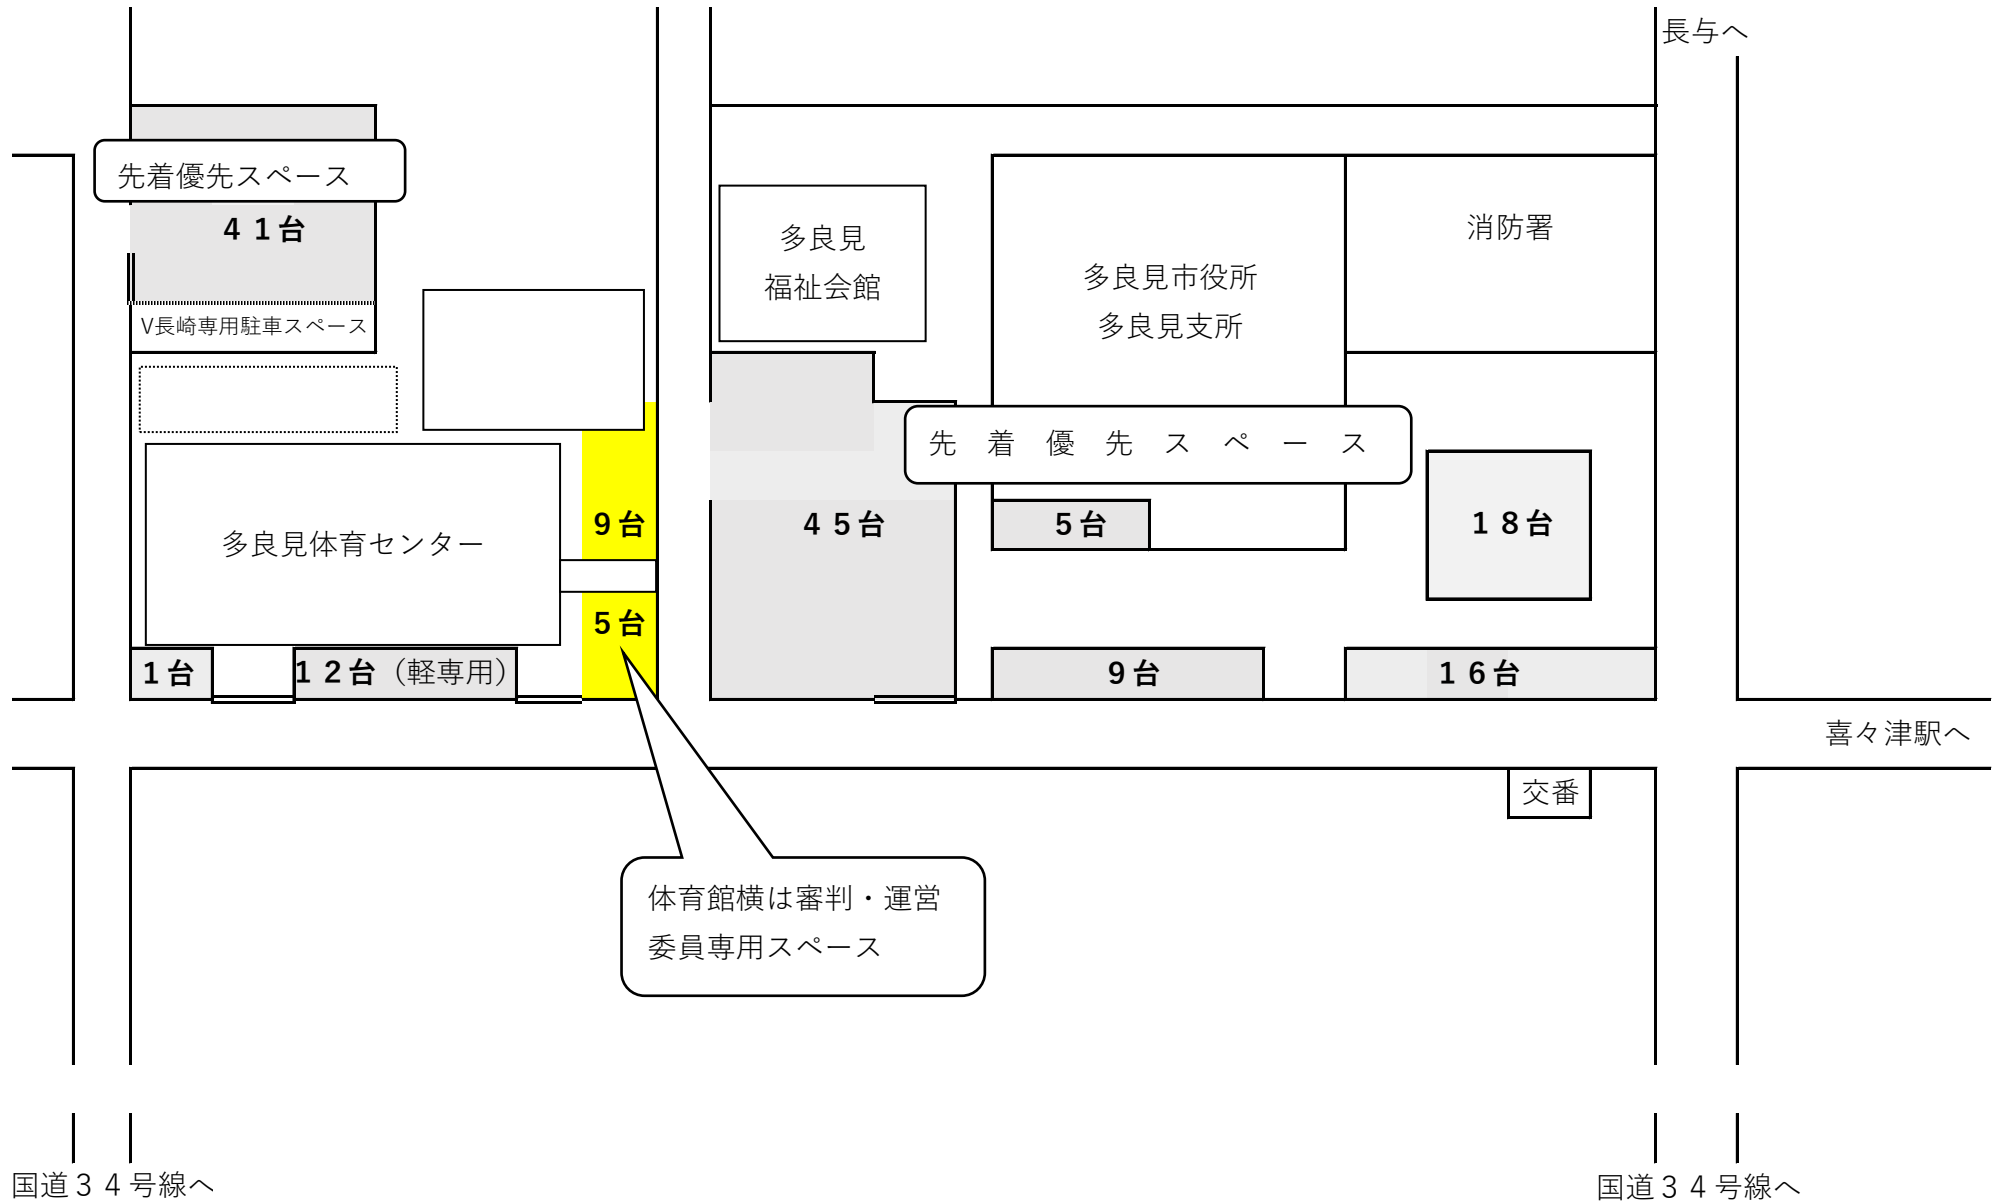 長与へ
先着優先スペース
４１台
V長崎専用駐車スペース
多良見
福祉会館
多良見市役所
多良見支所
消防署
先着優先スペース
多良見体育センター
９台
４５台
５台
１８台
５台
１台
１２台（軽専用）
９台
１６台
喜々津駅へ
交番
体育館横は審判・運営
委員専用スペース
国道３４号線へ
国道３４号線へ